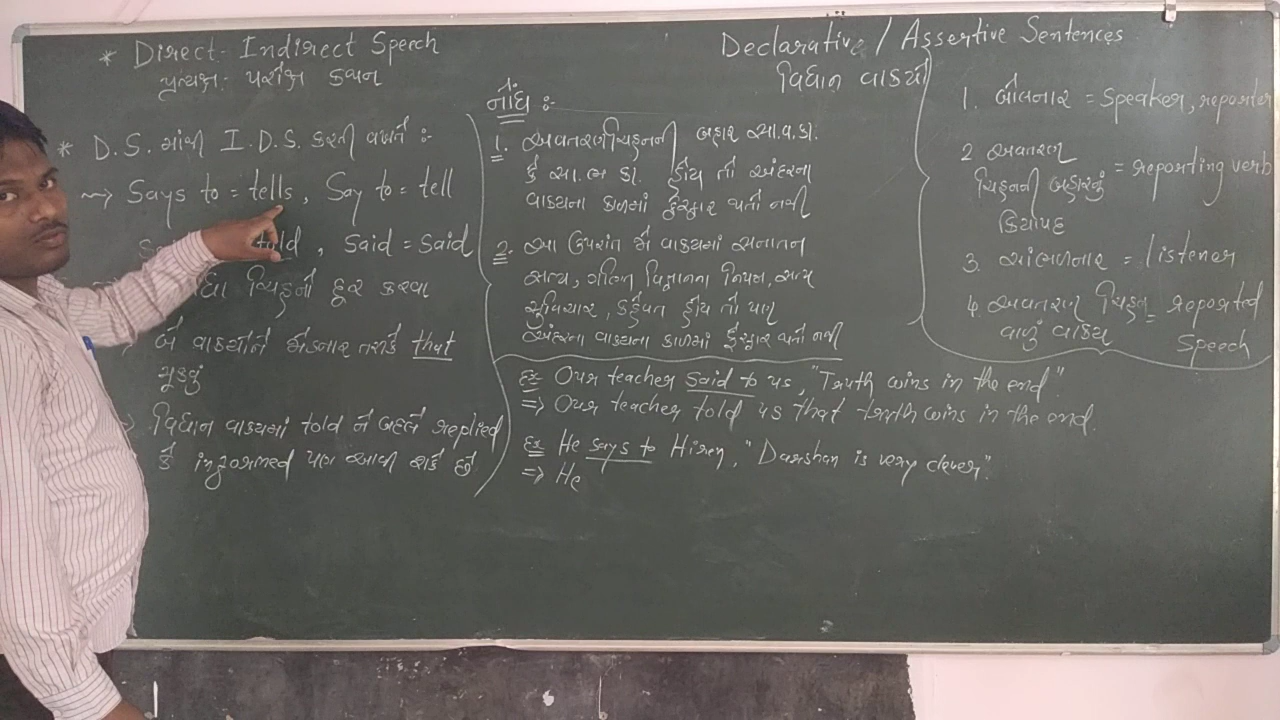 * Direct- Indirect Speech
પ્રત્યક્ષ- પરોક્ષ કથન
Declarative / Assertive Sentences
વિધાન વાક્યો
* D.S. માંથી I.D.S. કરતી વખતે :-
~> Says to = tells, Say to = tell
told, said = said
ચિહ્નો દૂર કરવા
બે વાક્યોને જોડનાર તરીકે that
મૂકવું
વિધાન વાક્યમાં told ને બદલે replied
કે informed પણ આવી શકે છે
નોંધ :-
1. અવતરણચિહ્નની બહાર સા.વ.કા.
કે સા.ભ કા. હોય તો અંદરના
વાક્યના કાળમાં ફેરફાર થતો નથી
2. આ ઉપરાંત જે વાક્યમાં સનાતન
સત્ય, ગણિત વિજ્ઞાનના નિયમ, સત્ય
સુવિચાર, કહેવત હોય તો પણ
અંદરના વાક્યના કાળમાં ફેરફાર થતો નથી
Ex- Our teacher said to us, "Truth wins in the end"
=> Our teacher told us that truth wins in the end.
Ex He says to Hiren, "Darshan is very clever".
=> He
1. બોલનાર = Speaker, reporter
2 અવતરણ
ચિહ્નની બહારનું = reporting verb
ક્રિયાપદ
3. સાંભળનાર = listener
4. અવતરણ ચિહ્ન = reported
વાળું વાક્ય Speech